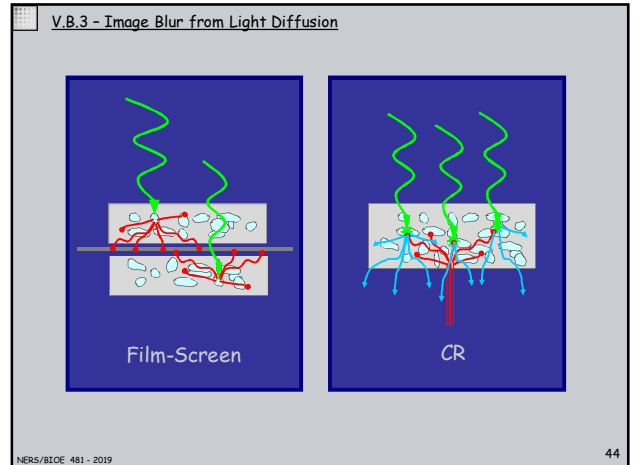 V.B.3 – Image Blur from Light Diffusion
Film-Screen
CR
NERS/BIOE 481 - 2019
44